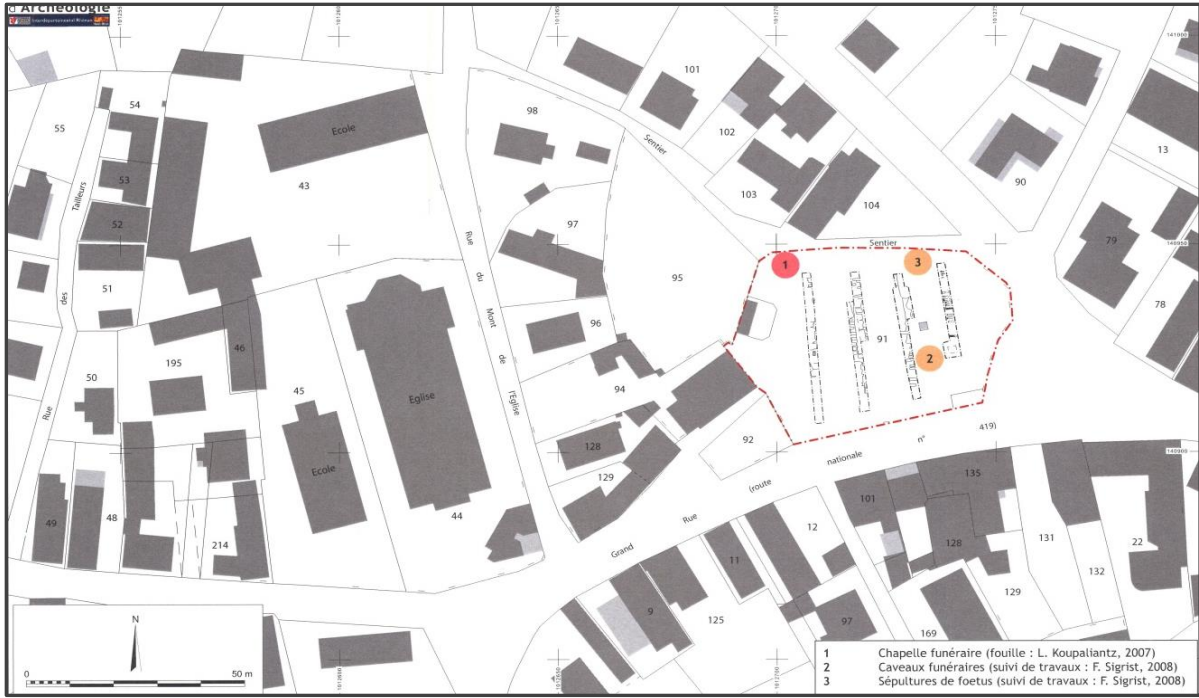 Archéologie
101
98
54
55
Ecole
102
Sentier
13
53
43
103
90
Tailleurs
52
97
104
79
Rue
Sentier
1
3
95
51
des
78
du
Mont
96
91
46
195
2
de
50
94
45
Eglise
l'Eglise
92
n°
419)
Rue
nationale
128
(route
135
Ecole
129
101
49
48
44
Rue
12
131
214
Grand
11
128
22
132
129
N
9
125
97
169
0
50 m
1 Chapelle funéraire (fouille : L. Koupaliantz, 2007)
2 Caveaux funéraires (suivi de travaux : F. Sigrist, 2008)
3 Sépultures de foetus (suivi de travaux : F. Sigrist, 2008)